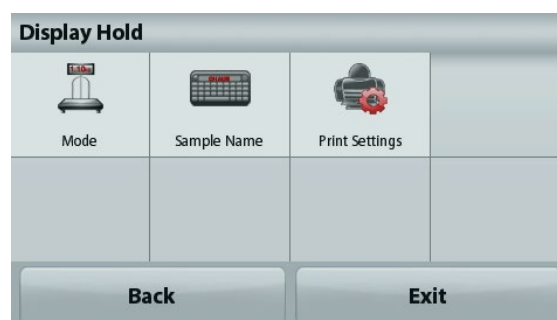 Display Hold
Mode
Sample Name
Print Settings
Back
Exit